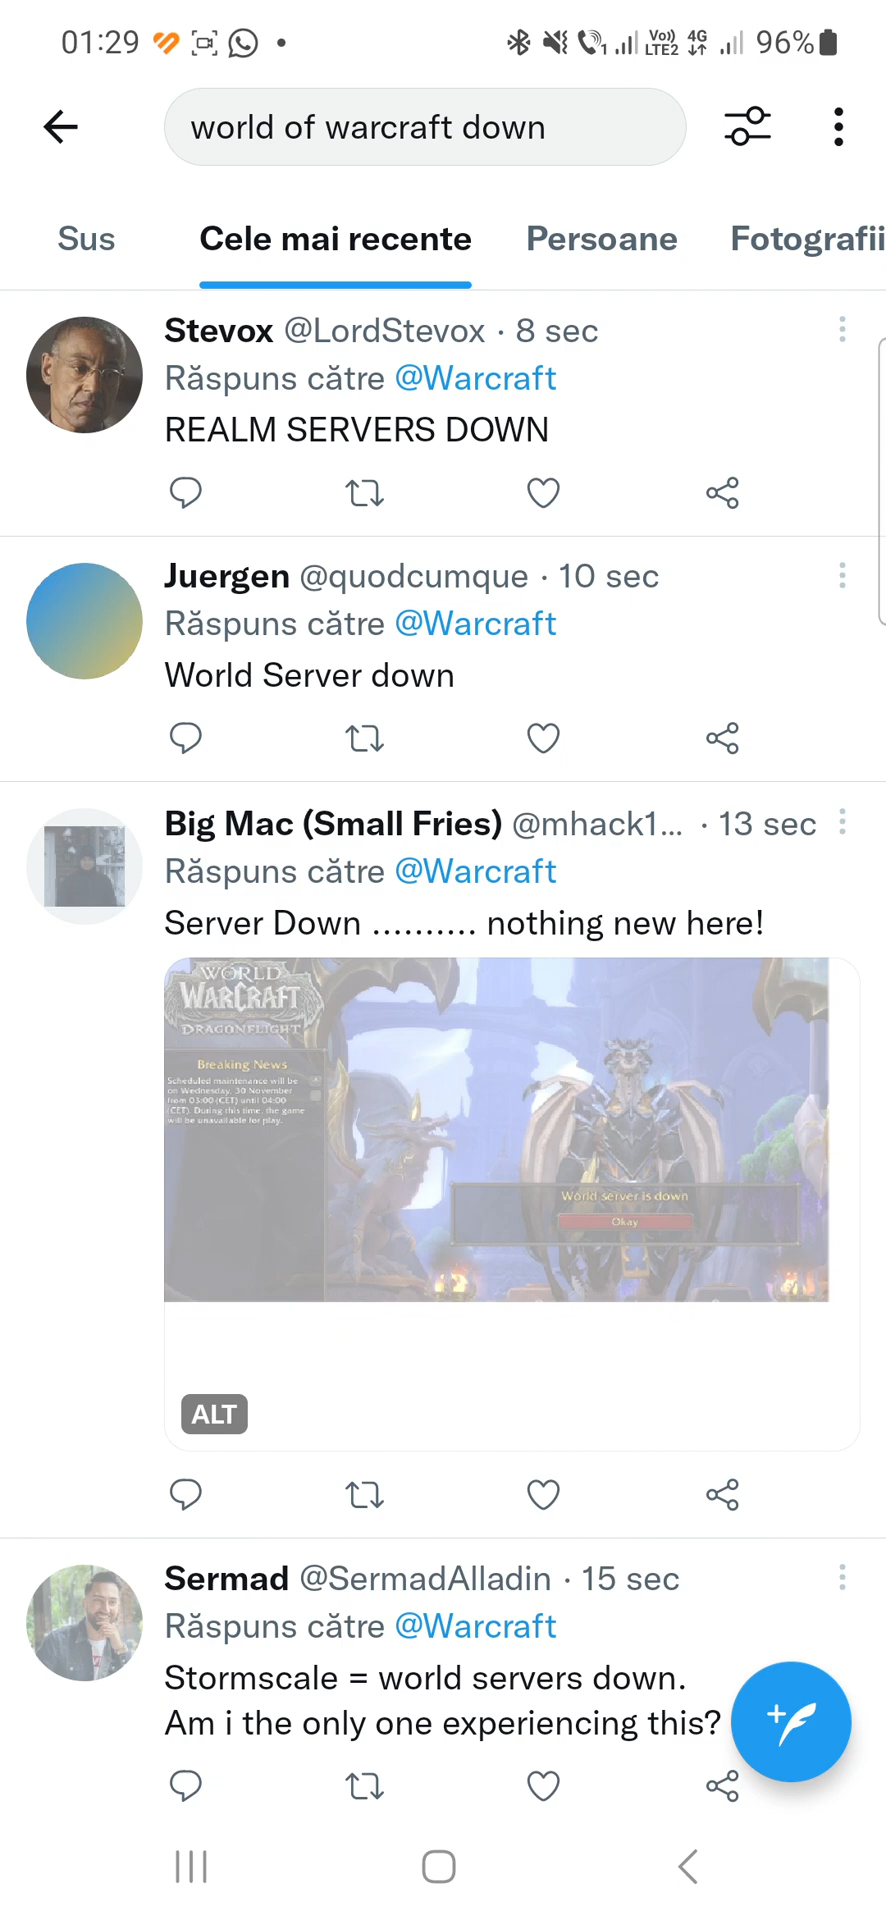 01:29
Vo))
LTE2
4G
96%
world of warcraft down
Sus Cele mai recente Persoane Fotografii
Stevox @LordStevox · 8 sec
Răspuns către @Warcraft
REALM SERVERS DOWN
Juergen @quodcumque · 10 sec
Răspuns către @Warcraft
World Server down
Big Mac (Small Fries) @mhack1... · 13 sec
Răspuns către @Warcraft
Server Down .......... nothing new here!
WORLD
WARCRAFT
DRAGONFLIGHT
Breaking News
Scheduled maintenance will be
on Wednesday, 30 November
from 03:00 (CET) until 04:00
(CET). During this time, the game
will be unavailable for play.
World server is down
Okay
ALT
Sermad @SermadAlladin · 15 sec
Răspuns către @Warcraft
Stormscale = world servers down.
Am i the only one experiencing this?